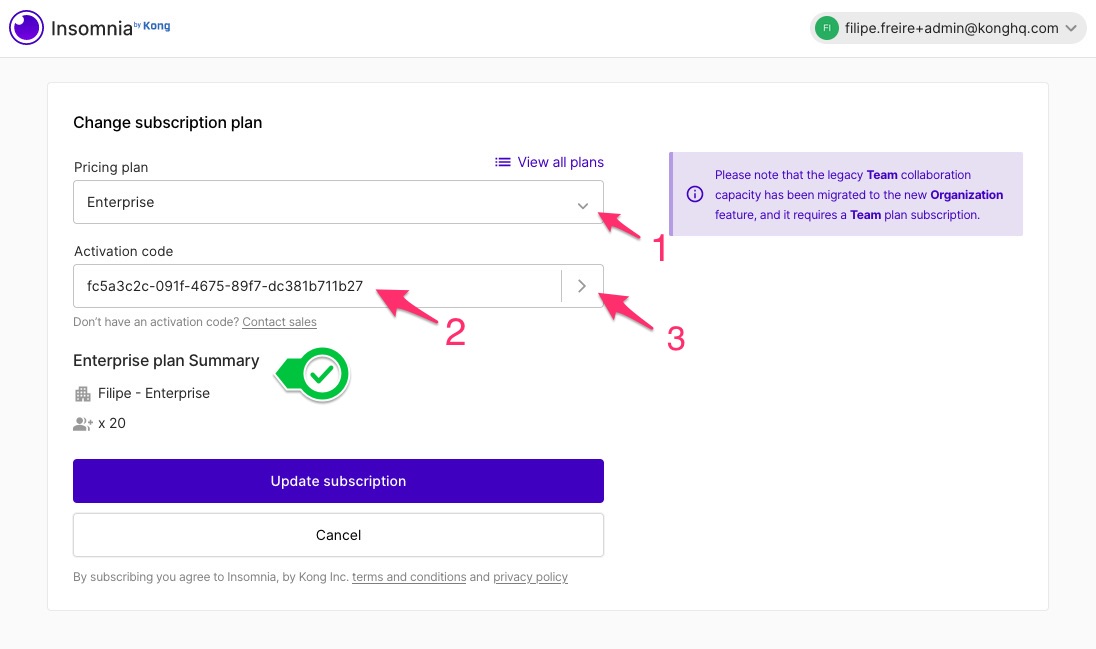 Insomnia by Kong
FI filipe.freire+admin@konghq.com
Change subscription plan
Pricing plan
View all plans
Enterprise
1
Activation code
fc5a3c2c-091f-4675-89f7-dc381b711b27
2
3
Don't have an activation code? Contact sales
Enterprise plan Summary
Filipe - Enterprise
x 20
Update subscription
Cancel
By subscribing you agree to Insomnia, by Kong Inc. terms and conditions and privacy policy
Please note that the legacy Team collaboration
capacity has been migrated to the new Organization
feature, and it requires a Team plan subscription.